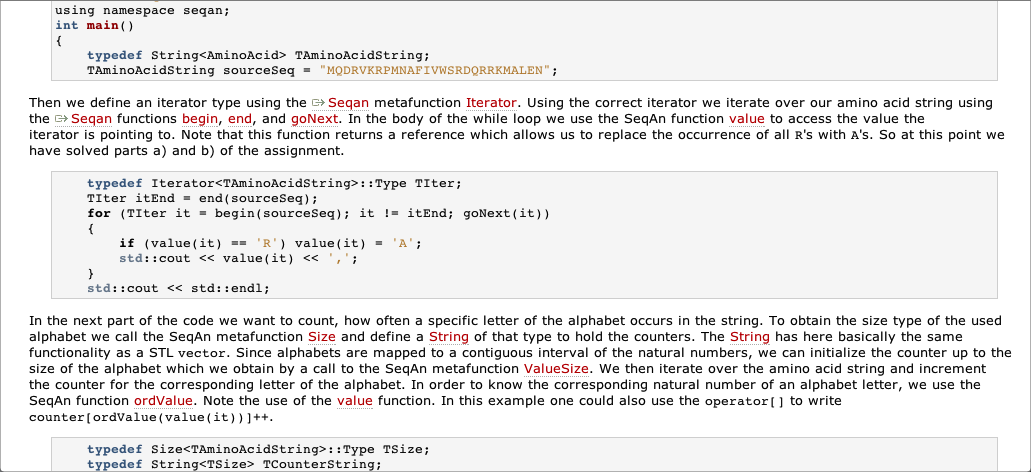 using namespace seqan;
int main()
{
    typedef String<AminoAcid> TAminoAcidString;
    TAminoAcidString sourceSeq = "MQDRVKRPMNAFIVWSRDQRRKMALEN";
Then we define an iterator type using the Seqan metafunction Iterator. Using the correct iterator we iterate over our amino acid string using
the Seqan functions begin, end, and goNext. In the body of the while loop we use the SeqAn function value to access the value the
iterator is pointing to. Note that this function returns a reference which allows us to replace the occurrence of all R's with A's. So at this point we
have solved parts a) and b) of the assignment.
    typedef Iterator<TAminoAcidString>::Type TIter;
    TIter itEnd = end(sourceSeq);
    for (TIter it = begin(sourceSeq); it != itEnd; goNext(it))
    {
        if (value(it) == 'R') value(it) = 'A';
        std::cout << value(it) << ',';
    }
    std::cout << std::endl;
In the next part of the code we want to count, how often a specific letter of the alphabet occurs in the string. To obtain the size type of the used
alphabet we call the SeqAn metafunction Size and define a String of that type to hold the counters. The String has here basically the same
functionality as a STL vector. Since alphabets are mapped to a contiguous interval of the natural numbers, we can initialize the counter up to the
size of the alphabet which we obtain by a call to the SeqAn metafunction ValueSize. We then iterate over the amino acid string and increment
the counter for the corresponding letter of the alphabet. In order to know the corresponding natural number of an alphabet letter, we use the
SeqAn function ordValue. Note the use of the value function. In this example one could also use the operator[] to write
counter[ordValue(value(it))]++.
    typedef Size<TAminoAcidString>::Type TSize;
    typedef String<TSize> TCounterString;